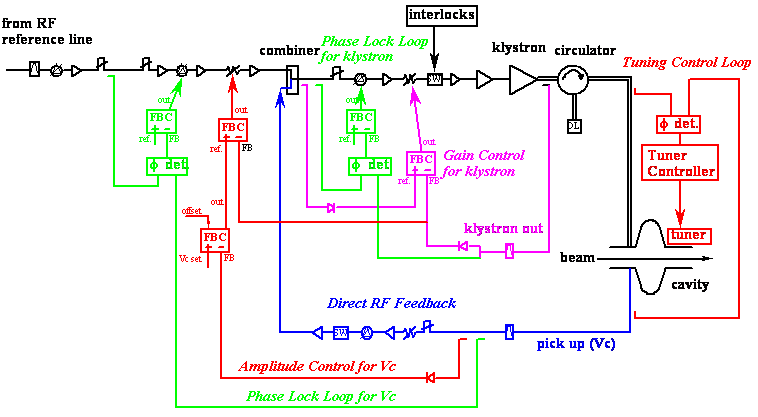 from RF
reference line
combiner
Phase Lock Loop
for klystron
interlocks
klystron
circulator
Tuning Control Loop
SW
DL
out
FBC
ref.
FB
ϕ det.
out
FBC
ref.
FB
out
FBC
ref.
FB
ϕ det.
out
FBC
ref.
FB
Gain Control
for klystron
ϕ det.
Tuner
Controller
tuner
out
offset
FBC
Vc set.
FB
klystron out
beam
cavity
Direct RF Feedback
SW
pick up (Vc)
Amplitude Control for Vc
Phase Lock Loop for Vc